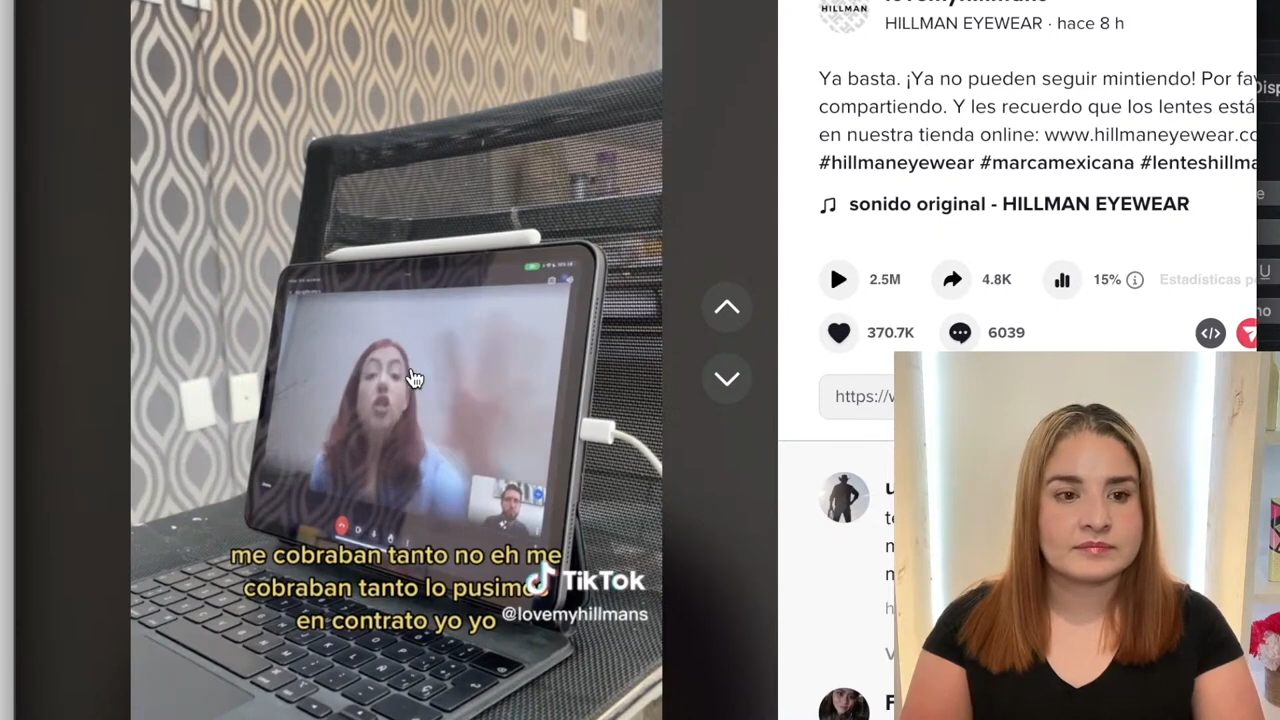 HILLMAN
HILLMAN EYEWEAR · hace 8 h
Ya basta. ¡Ya no pueden seguir mintiendo! Por fav
compartiendo. Y les recuerdo que los lentes está
en nuestra tienda online: www.hillmaneyewear.co
#hillmaneyewear #marcamexicana #lenteshillma
♫ sonido original - HILLMAN EYEWEAR
2.5M
4.8K
15%
Estadísticas p
370.7K
6039
https://
me cobraban tanto no eh me
cobraban tanto lo pusimo
en contrato yo yo
TikTok
@lovemyhillmans